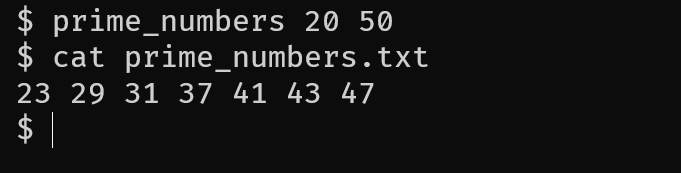 $ prime_numbers 20 50
$ cat prime_numbers.txt
23 29 31 37 41 43 47
$